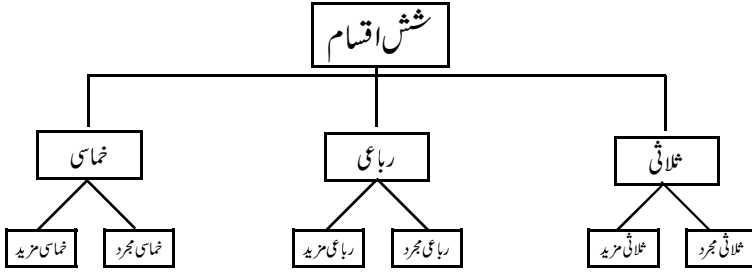 شش اقسام
ثلاثی
رباعی
خماسی
ثلاثی مجرد
ثلاثی مزید
رباعی مجرد
رباعی مزید
خماسی مجرد
خماسی مزید